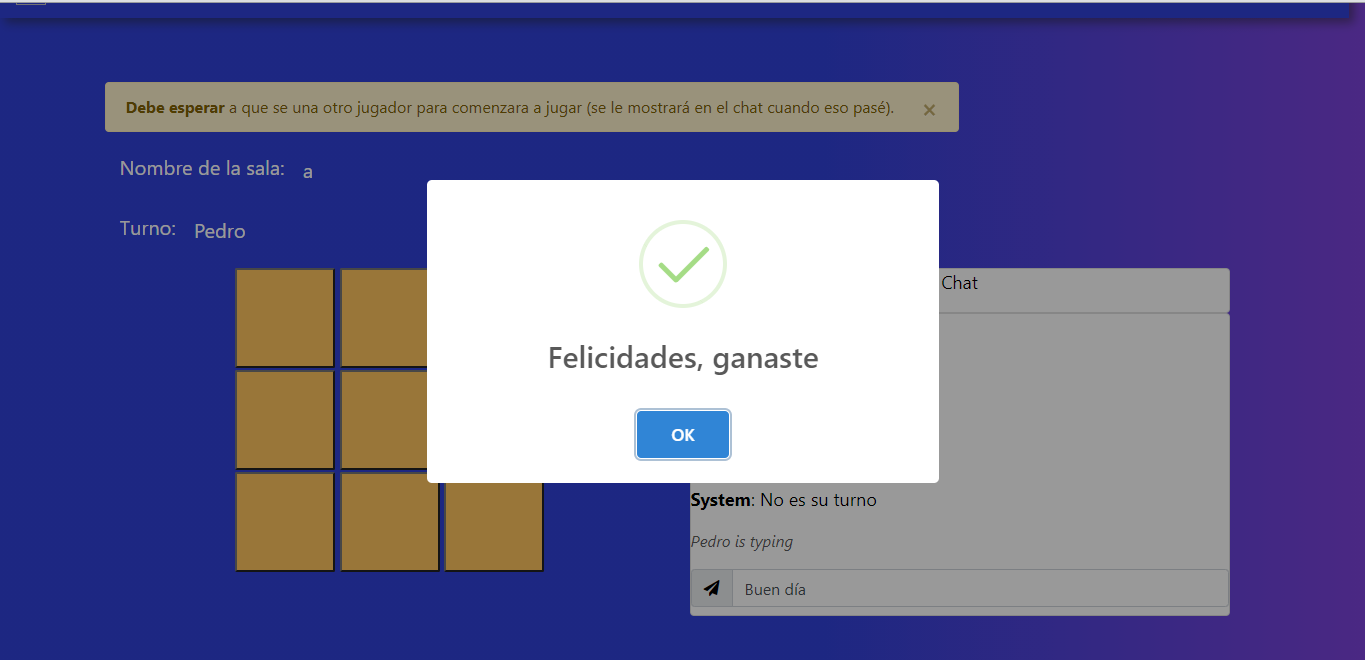 Debe esperar a que se una otro jugador para comenzara a jugar (se le mostrará en el chat cuando eso pasé). ×
Nombre de la sala: a
Turno: Pedro
Felicidades, ganaste
OK
Chat
System: No es su turno
Pedro is typing
Buen día